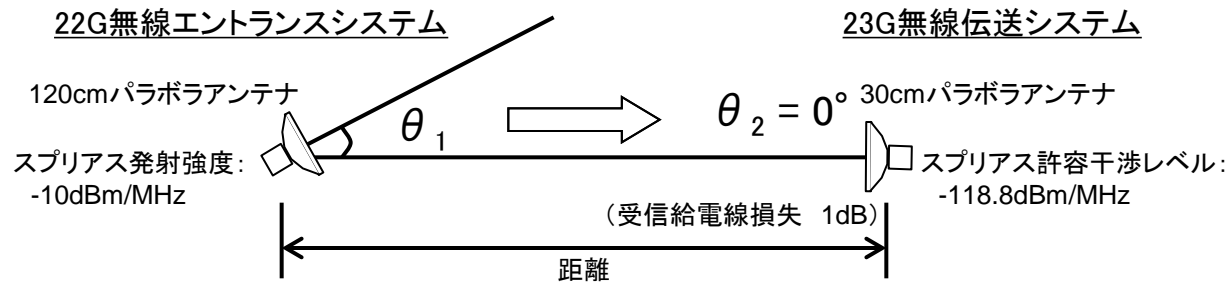 22G無線エントランスシステム
23G無線伝送システム
120cmパラボラアンテナ
30cmパラボラアンテナ
θ1
θ2 = 0°
スプリアス発射強度:
-10dBm/MHz
スプリアス許容干渉レベル:
-118.8dBm/MHz
(受信給電線損失 1dB)
距離